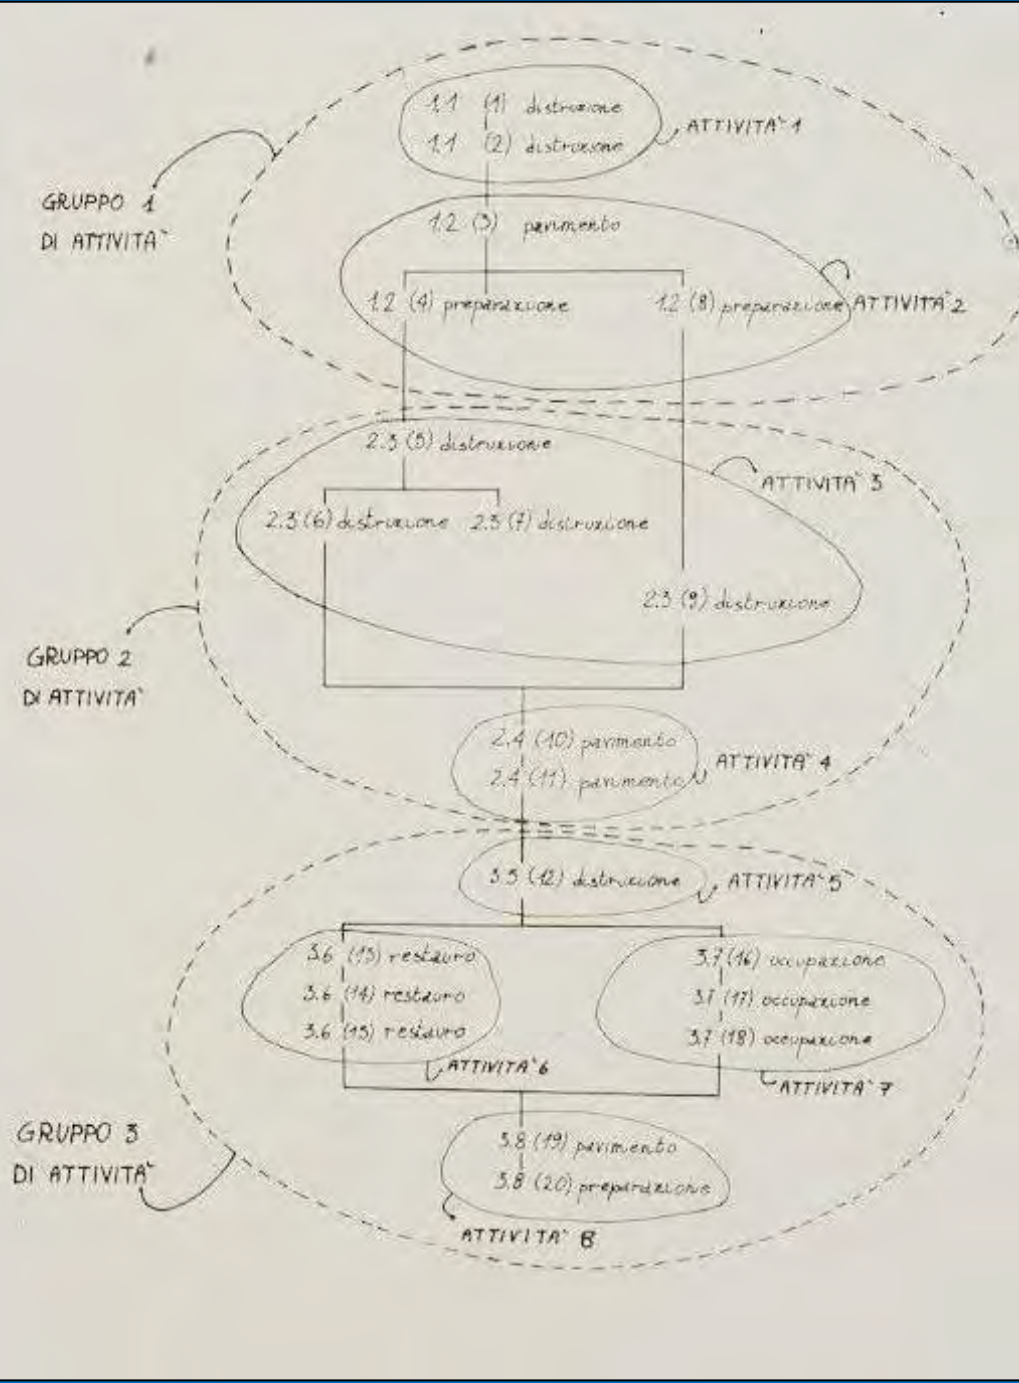 1.1 (1) distruzione
ATTIVITA' 1
1.1 (2) distruzione
GRUPPO 1
DI ATTIVITA'
1.2 (3) pavimento
1.2 (4) preparazione
1.2 (8) preparazione
ATTIVITA' 2
2.3 (5) distruzione
ATTIVITA' 3
2.3 (6) distruzione
2.3 (7) distruzione
2.3 (9) distruzione
GRUPPO 2
DI ATTIVITA'
2.4 (10) pavimento
2.4 (11) pavimento
ATTIVITA' 4
3.5 (12) distruzione
ATTIVITA' 5
3.6 (13) restauro
3.7 (16) occupazione
3.6 (14) restauro
3.7 (17) occupazione
3.6 (15) restauro
3.7 (18) occupazione
ATTIVITA' 6
ATTIVITA' 7
GRUPPO 3
DI ATTIVITA'
3.8 (19) pavimento
3.8 (20) preparazione
ATTIVITA' 8